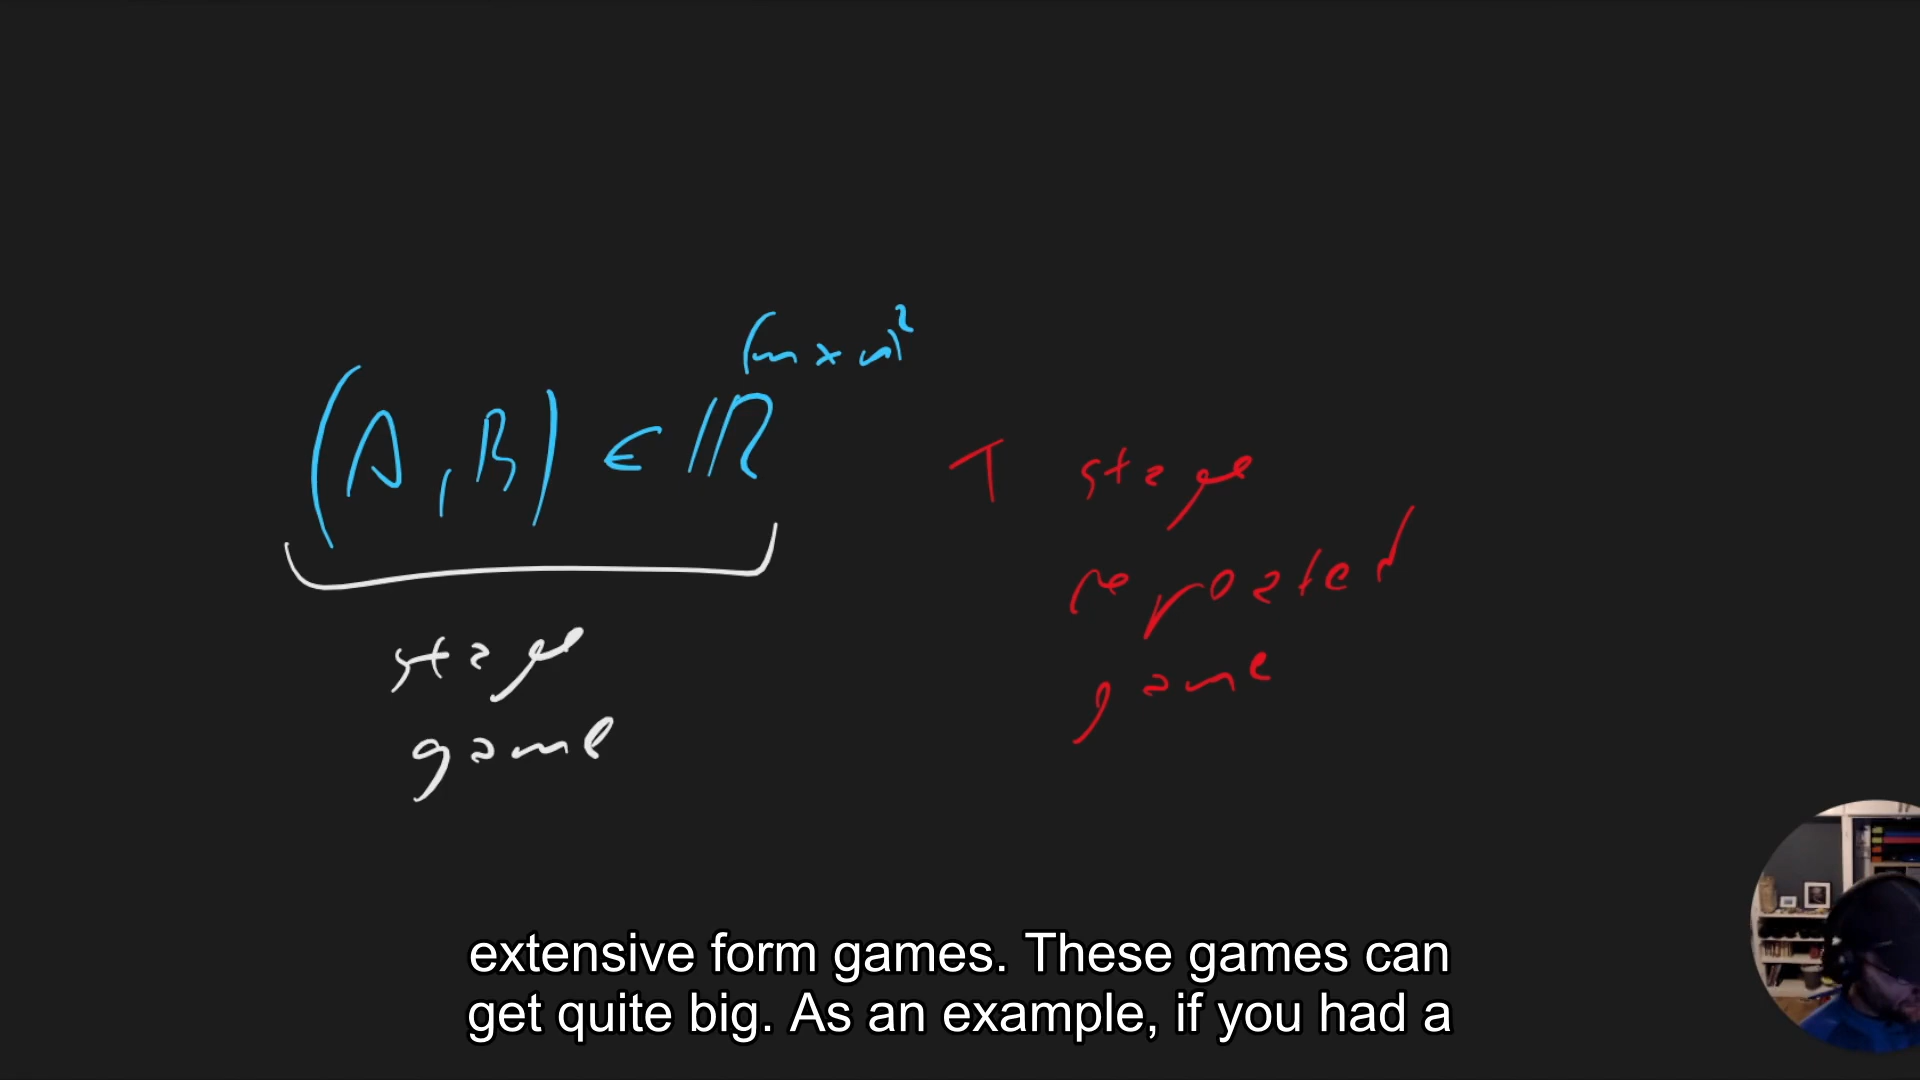 (A, B) ∈ ℝ^(m × n)²
stage
game
T stage
repeated
game
extensive form games. These games can
get quite big. As an example, if you had a